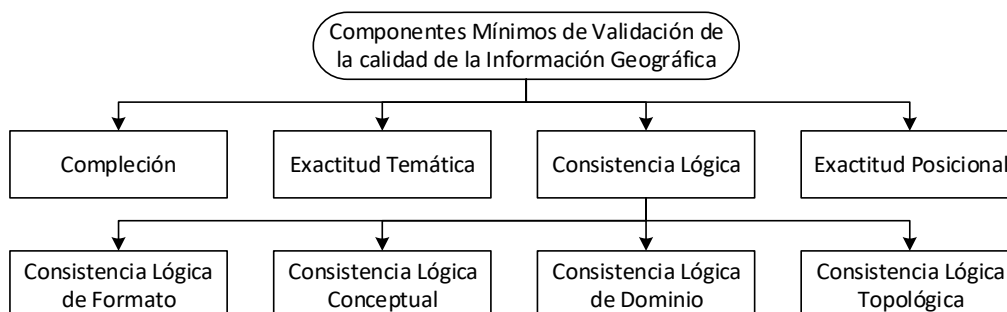 Componentes Mínimos de Validación de
la calidad de la Información Geográfica
Compleción
Exactitud Temática
Consistencia Lógica
Exactitud Posicional
Consistencia Lógica
de Formato
Consistencia Lógica
Conceptual
Consistencia Lógica
de Dominio
Consistencia Lógica
Topológica